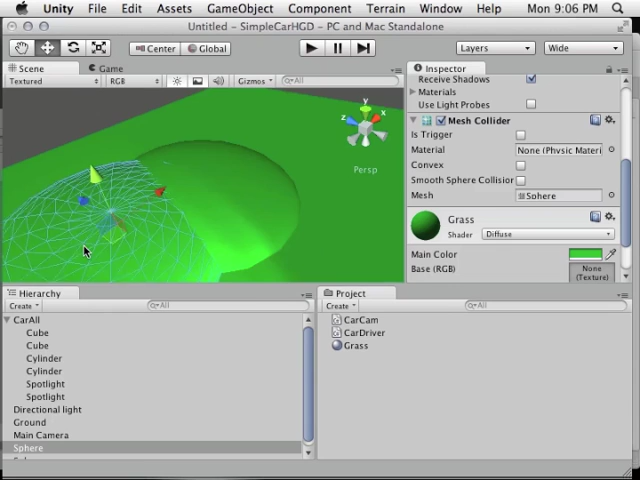 Unity File Edit Assets GameObject Component Terrain Window Help Mon 9:06 PM
Untitled - SimpleCarHGD - PC and Mac Standalone
Center Global Layers Wide
Scene Game
Textured RGB Gizmos All
y
x
z
Persp
Inspector
Receive Shadows
Materials
Use Light Probes
Mesh Collider
Is Trigger
Material None (Physic Materi
Convex
Smooth Sphere Collision
Mesh Sphere
Grass
Shader Diffuse
Main Color
Base (RGB) None
(Texture)
Hierarchy
Create All
CarAll
Cube
Cube
Cylinder
Cylinder
Spotlight
Spotlight
Directional light
Ground
Main Camera
Sphere
Project
Create All
CarCam
CarDriver
Grass